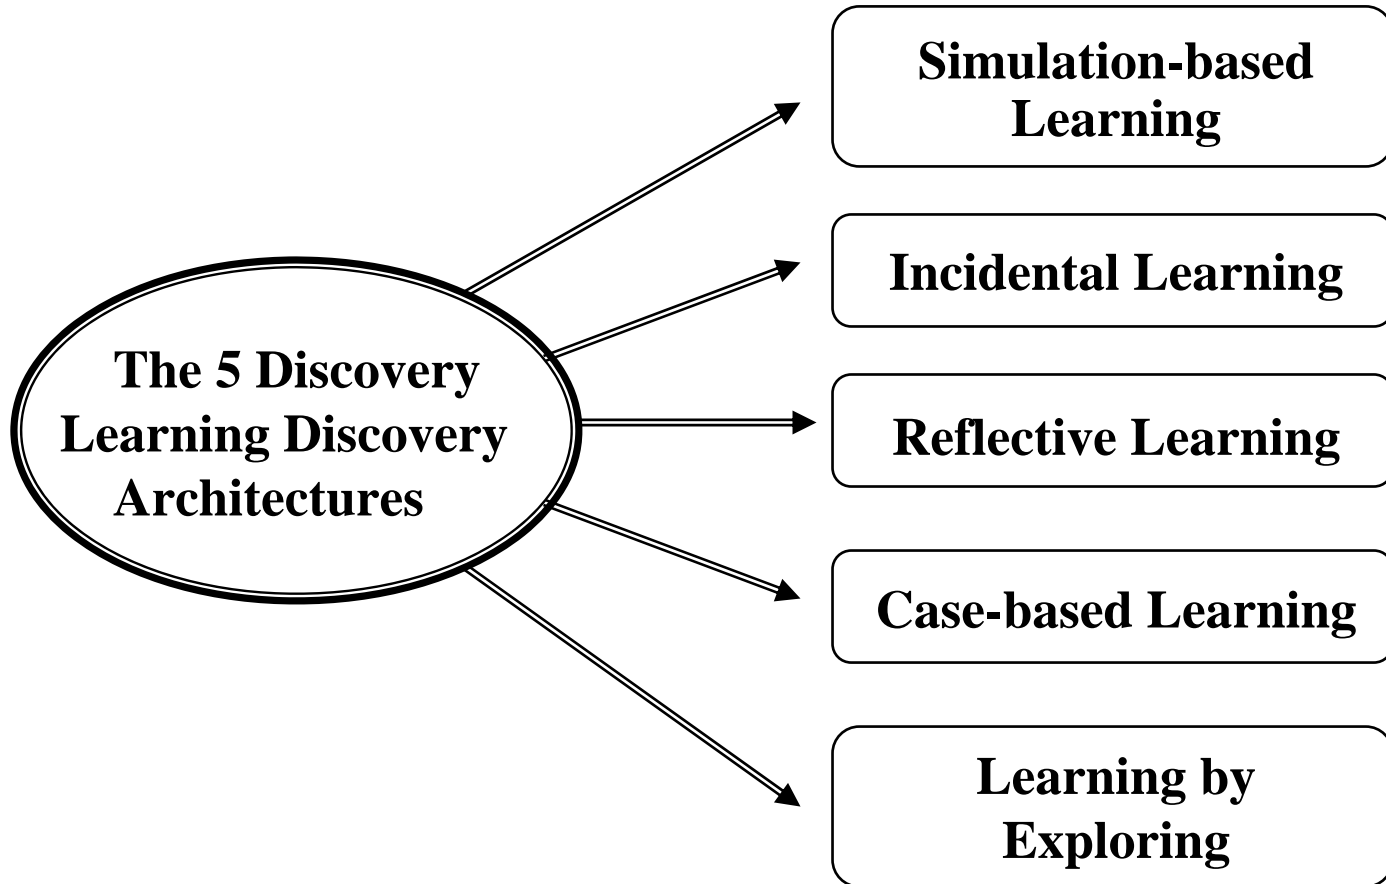 The 5 Discovery
Learning Discovery
Architectures
Simulation-based
Learning
Incidental Learning
Reflective Learning
Case-based Learning
Learning by
Exploring